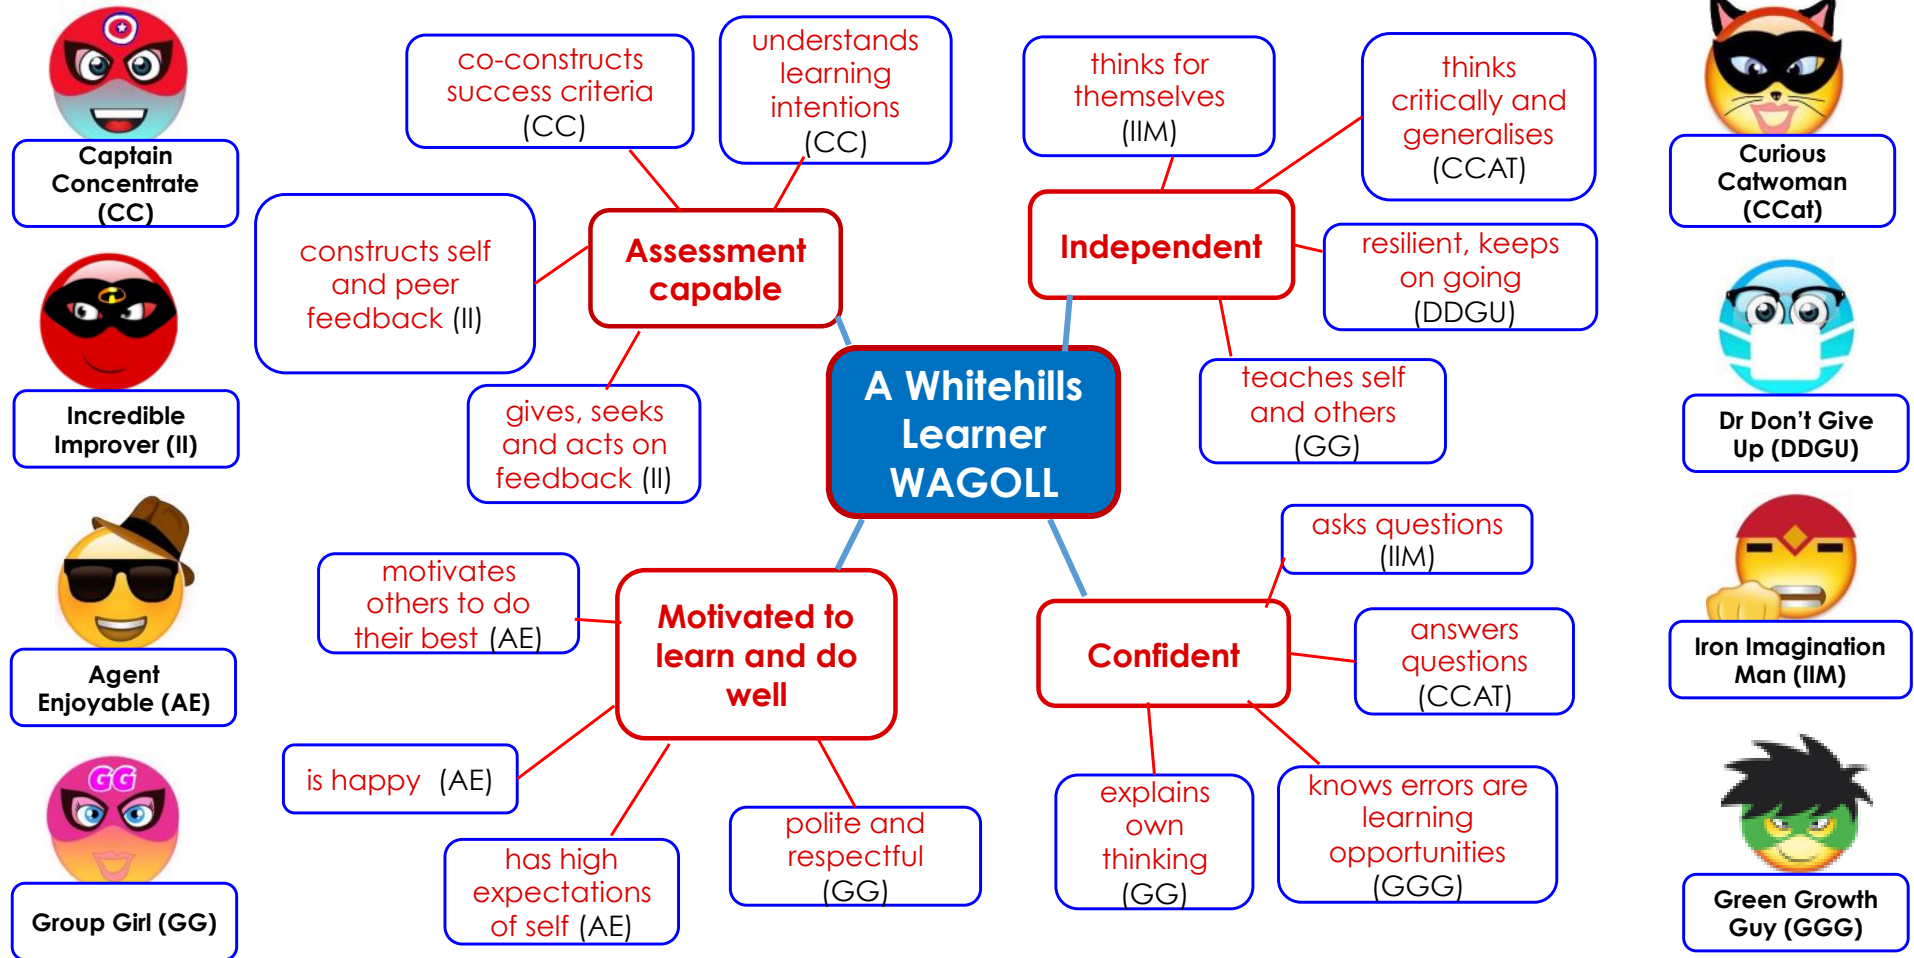 Captain
Concentrate
(CC)
Incredible
Improver (II)
Agent
Enjoyable (AE)
GG
Group Girl (GG)
co-constructs
success criteria
(CC)
understands
learning
intentions
(CC)
constructs self
and peer
feedback (II)
Assessment
capable
gives, seeks
and acts on
feedback (II)
thinks for
themselves
(IIM)
thinks
critically and
generalises
(CCAT)
Independent
resilient, keeps
on going
(DDGU)
teaches self
and others
(GG)
A Whitehills
Learner
WAGOLL
motivates
others to do
their best (AE)
Motivated to
learn and do
well
is happy (AE)
has high
expectations
of self (AE)
polite and
respectful
(GG)
asks questions
(IIM)
Confident
answers
questions
(CCAT)
explains
own
thinking
(GG)
knows errors are
learning
opportunities
(GGG)
Curious
Catwoman
(CCat)
Dr Don’t Give
Up (DDGU)
Iron Imagination
Man (IIM)
Green Growth
Guy (GGG)